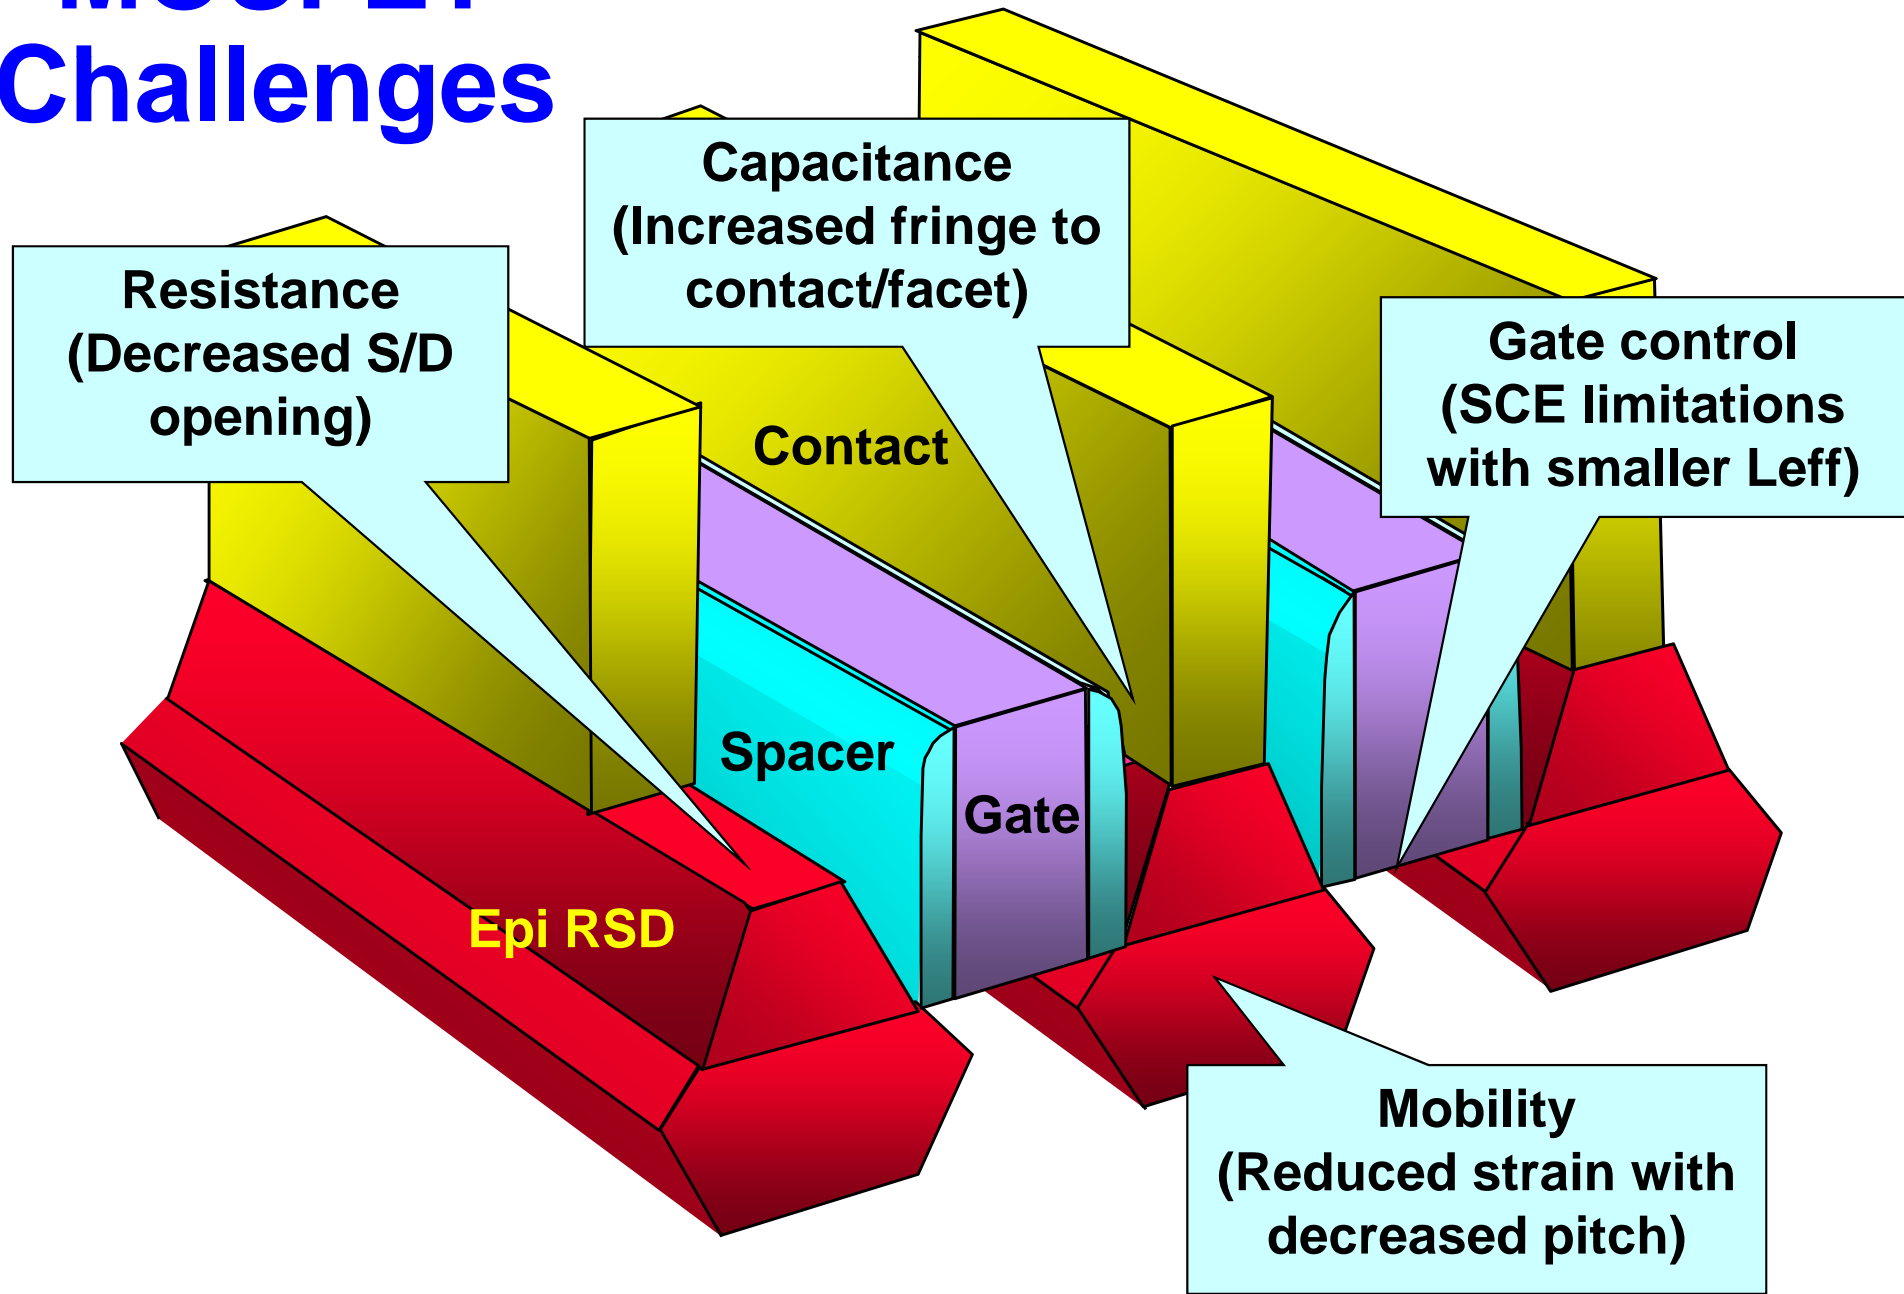 MOSFET
Challenges
Capacitance
(Increased fringe to
contact/facet)
Resistance
(Decreased S/D
opening)
Gate control
(SCE limitations
with smaller Leff)
Contact
Spacer
Gate
Epi RSD
Mobility
(Reduced strain with
decreased pitch)